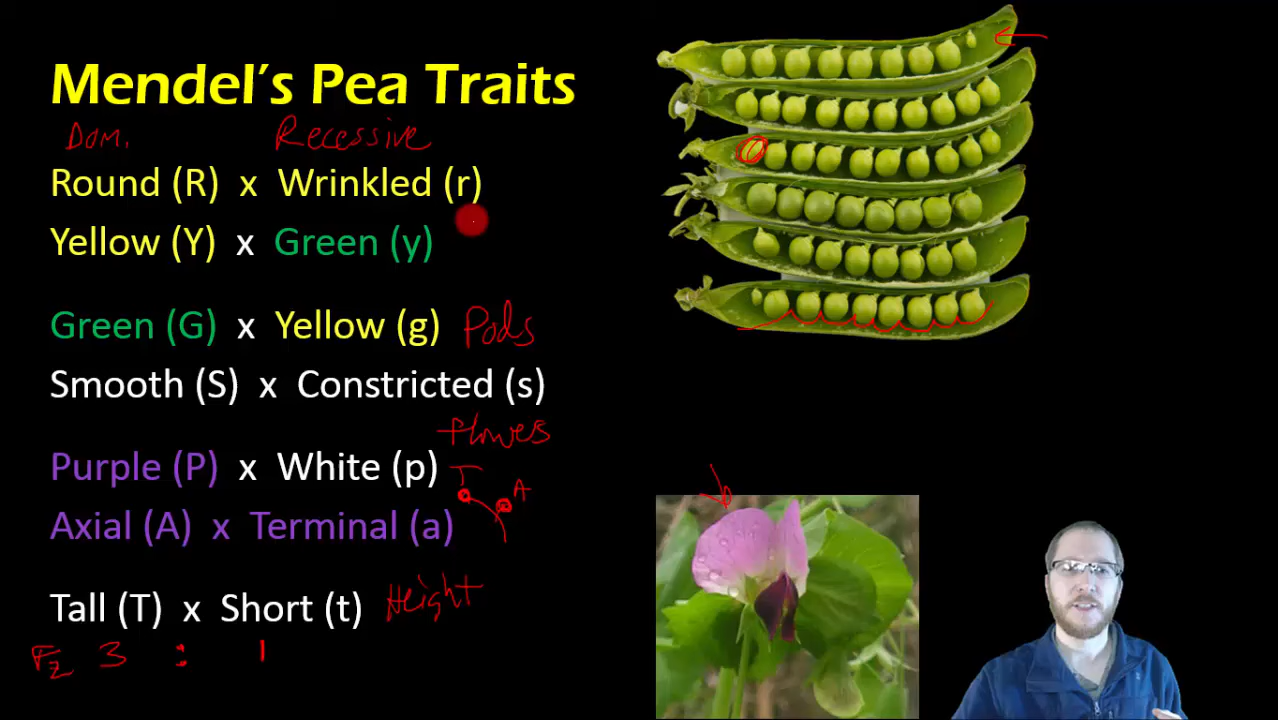 Mendel's Pea Traits
Dom. Recessive
Round (R) x Wrinkled (r)
Yellow (Y) x Green (y)
Green (G) x Yellow (g) Pods
Smooth (S) x Constricted (s)
Flowers
Purple (P) x White (p) T
A
Axial (A) x Terminal (a)
Tall (T) x Short (t) Height
F2 3 : 1